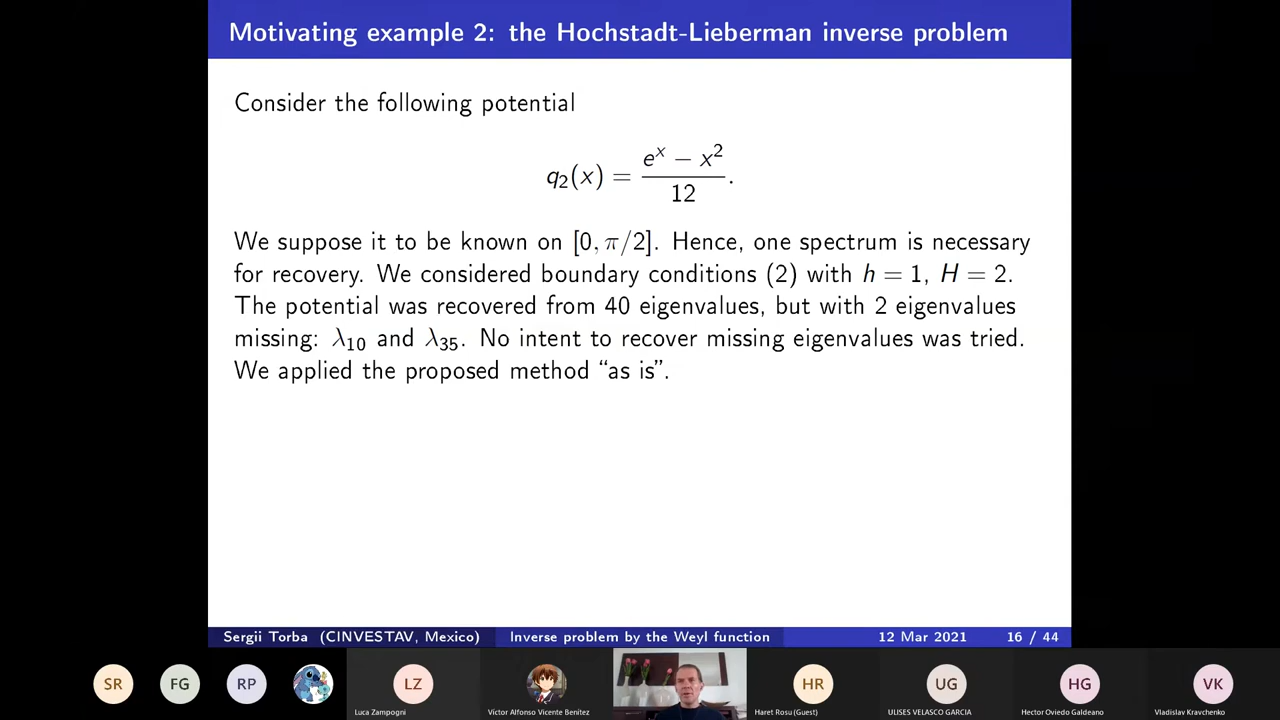 Motivating example 2: the Hochstadt-Lieberman inverse problem
Consider the following potential
q₂(x) = (eˣ − x²) / 12.
We suppose it to be known on [0, π/2]. Hence, one spectrum is necessary
for recovery. We considered boundary conditions (2) with h = 1, H = 2.
The potential was recovered from 40 eigenvalues, but with 2 eigenvalues
missing: λ₁₀ and λ₃₅. No intent to recover missing eigenvalues was tried.
We applied the proposed method “as is”.
Sergii Torba (CINVESTAV, Mexico) Inverse problem by the Weyl function 12 Mar 2021 16 / 44
SR FG RP LZ HR UG HG VK
Luca Zampogni Víctor Alfonso Vicente Benítez Haret Rosu (Guest) ULISES VELASCO GARCIA Hector Oviedo Galdeano Vladislav Kravchenko